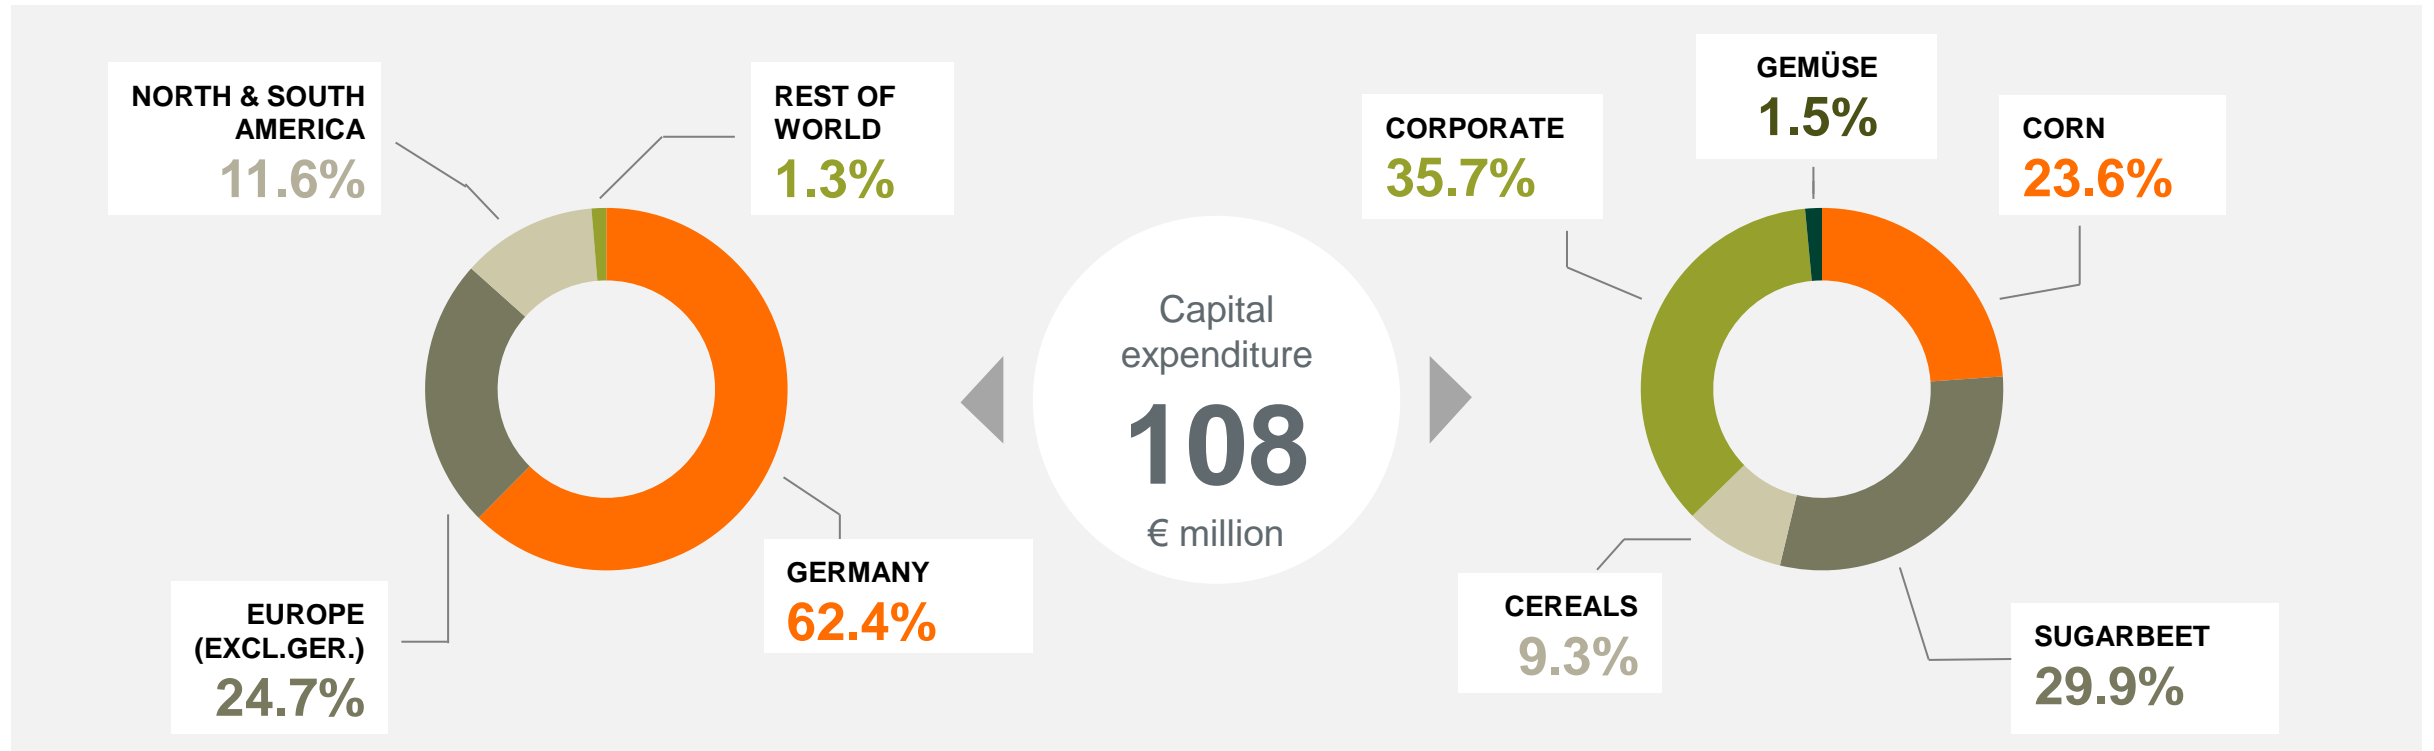 NORTH & SOUTH
AMERICA
11.6%
REST OF
WORLD
1.3%
EUROPE
(EXCL.GER.)
24.7%
GERMANY
62.4%
Capital
expenditure
108
€ million
CORPORATE
35.7%
GEMÜSE
1.5%
CORN
23.6%
CEREALS
9.3%
SUGARBEET
29.9%